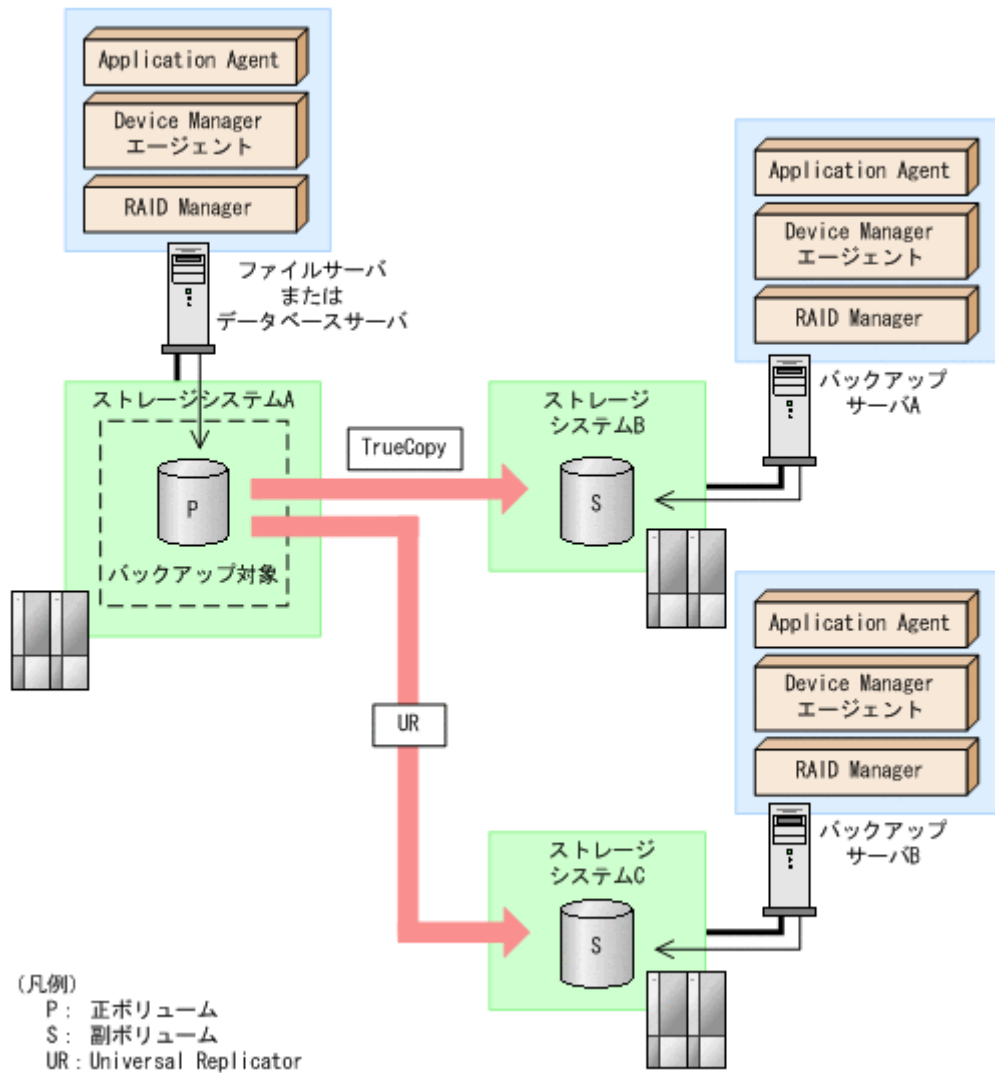 Application Agent
Device Manager
エージェント
RAID Manager
ファイルサーバ
または
データベースサーバ
ストレージシステムA
P
バックアップ対象
TrueCopy
UR
ストレージ
システムB
S
Application Agent
Device Manager
エージェント
RAID Manager
バックアップ
サーバA
ストレージ
システムC
S
Application Agent
Device Manager
エージェント
RAID Manager
バックアップ
サーバB
(凡例)
P: 正ボリューム
S: 副ボリューム
UR:Universal Replicator